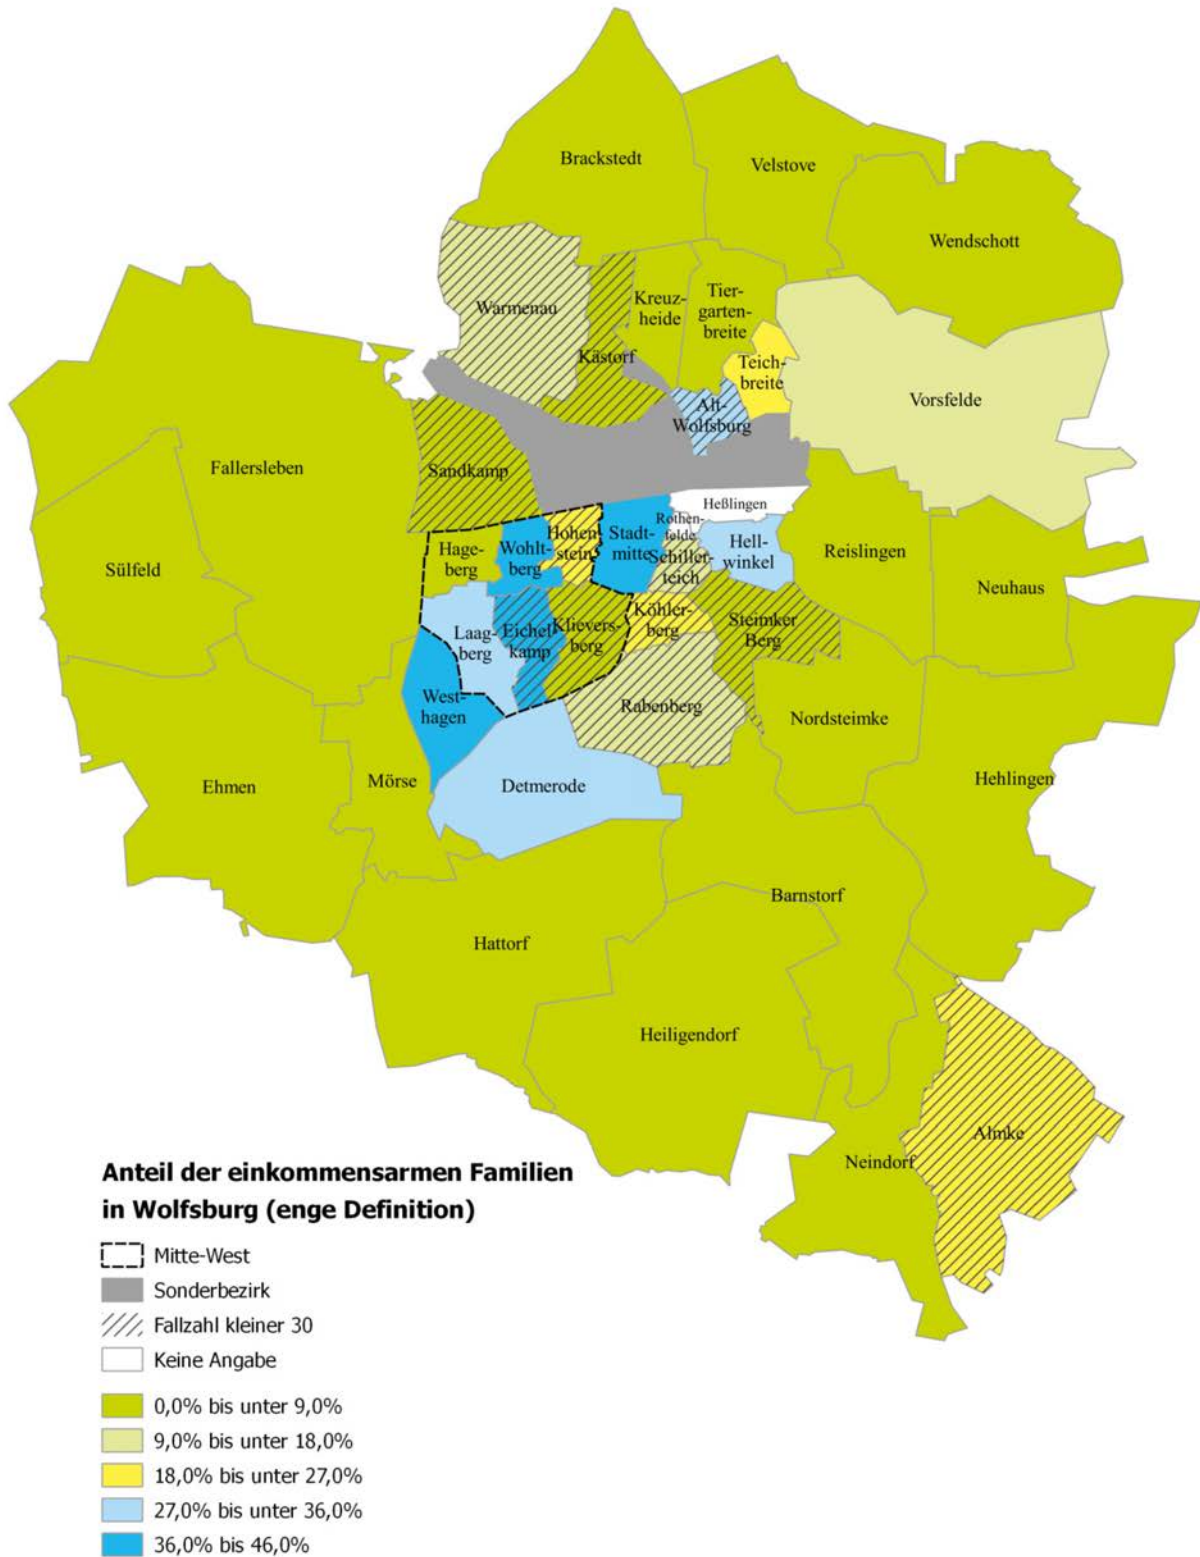 Brackstedt
Velstove
Wendschott
Warmenau
Kreuz-
heide
Tier-
garten-
breite
Kästorf
Teich-
breite
Alt-
Wolfsburg
Vorsfelde
Fallersleben
Sandkamp
Sülfeld
Hage-
berg
Wohlt-
berg
Hohen-
stein
Stadt-
mitte
Heßlingen
Rothen-
felde
Schiller-
teich
Hell-
winkel
Reislingen
Neuhaus
Laag-
berg
Eichel-
kamp
Klievers-
berg
Köhler-
berg
Steimker
Berg
West-
hagen
Rabenberg
Nordsteimke
Ehmen
Mörse
Detmerode
Hehlingen
Barnstorf
Hattorf
Heiligendorf
Almke
Neindorf
Anteil der einkommensarmen Familien
in Wolfsburg (enge Definition)
Mitte-West
Sonderbezirk
Fallzahl kleiner 30
Keine Angabe
0,0% bis unter 9,0%
9,0% bis unter 18,0%
18,0% bis unter 27,0%
27,0% bis unter 36,0%
36,0% bis 46,0%